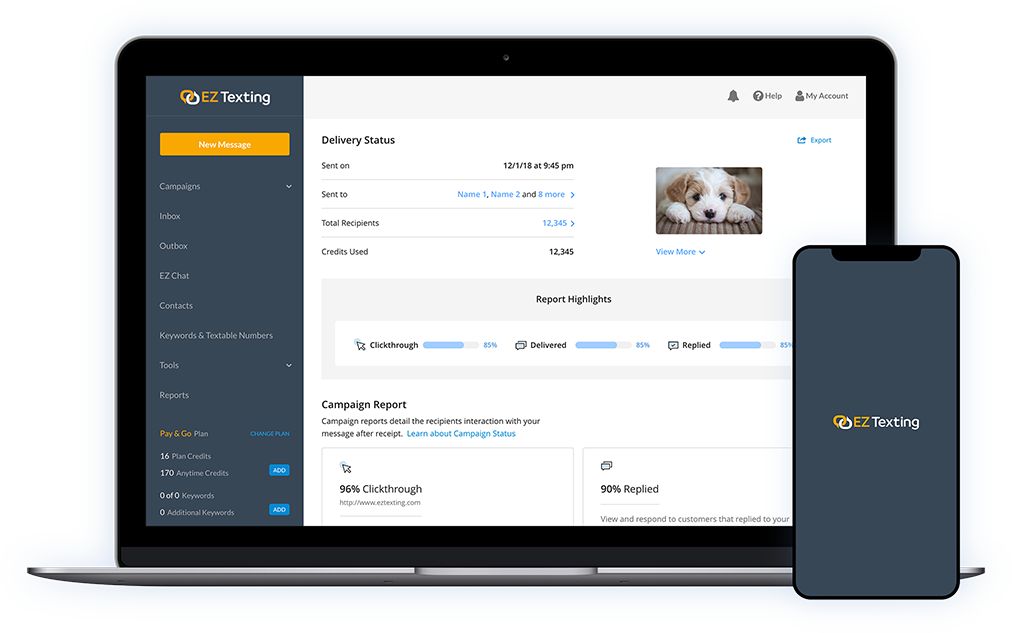 EZ Texting
Help
My Account
New Message
Campaigns
Inbox
Outbox
EZ Chat
Contacts
Keywords & Textable Numbers
Tools
Reports
Pay & Go Plan
CHANGE PLAN
16 Plan Credits
170 Anytime Credits
ADD
0 of 0 Keywords
0 Additional Keywords
ADD
Delivery Status
Export
Sent on
12/1/18 at 9:45 pm
Sent to
Name 1, Name 2 and 8 more
Total Recipients
12,345
Credits Used
12,345
View More
Report Highlights
Clickthrough
85%
Delivered
85%
Replied
85%
Campaign Report
Campaign reports detail the recipients interaction with your
message after receipt. Learn about Campaign Status
96% Clickthrough
http://www.eztexting.com
90% Replied
View and respond to customers that replied to your
EZ Texting